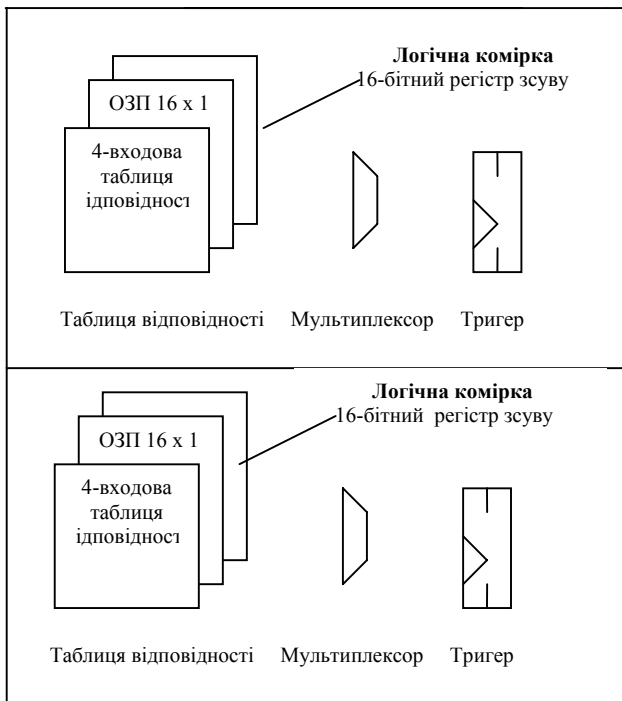 Логічна комірка
16-бітний регістр зсуву
ОЗП 16 х 1
4-входова
таблиця
ідповідност
Таблиця відповідності Мультиплексор Тригер
Логічна комірка
16-бітний регістр зсуву
ОЗП 16 х 1
4-входова
таблиця
ідповідност
Таблиця відповідності Мультиплексор Тригер